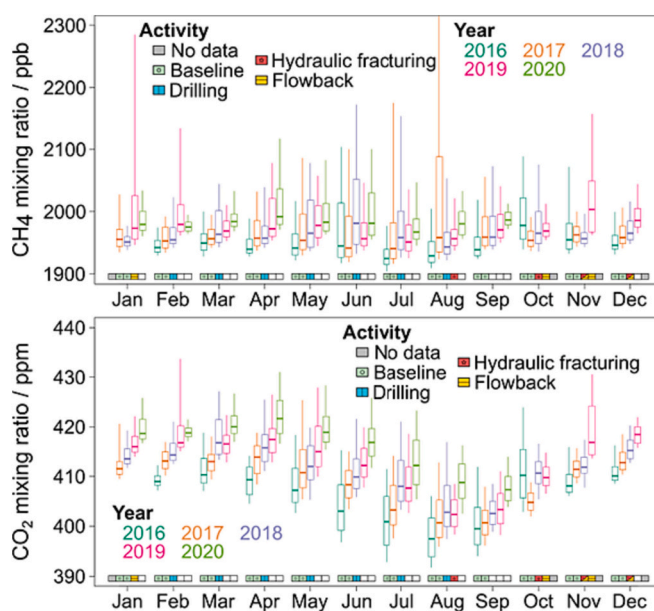 Activity
No data
Baseline
Drilling
Hydraulic fracturing
Flowback
Year
2016 2017 2018
2019 2020
CH4 mixing ratio / ppb
2300
2200
2100
2000
1900
Jan Feb Mar Apr May Jun Jul Aug Sep Oct Nov Dec
Activity
No data
Baseline
Drilling
Hydraulic fracturing
Flowback
Year
2016 2017 2018
2019 2020
CO2 mixing ratio / ppm
440
430
420
410
400
390
Jan Feb Mar Apr May Jun Jul Aug Sep Oct Nov Dec